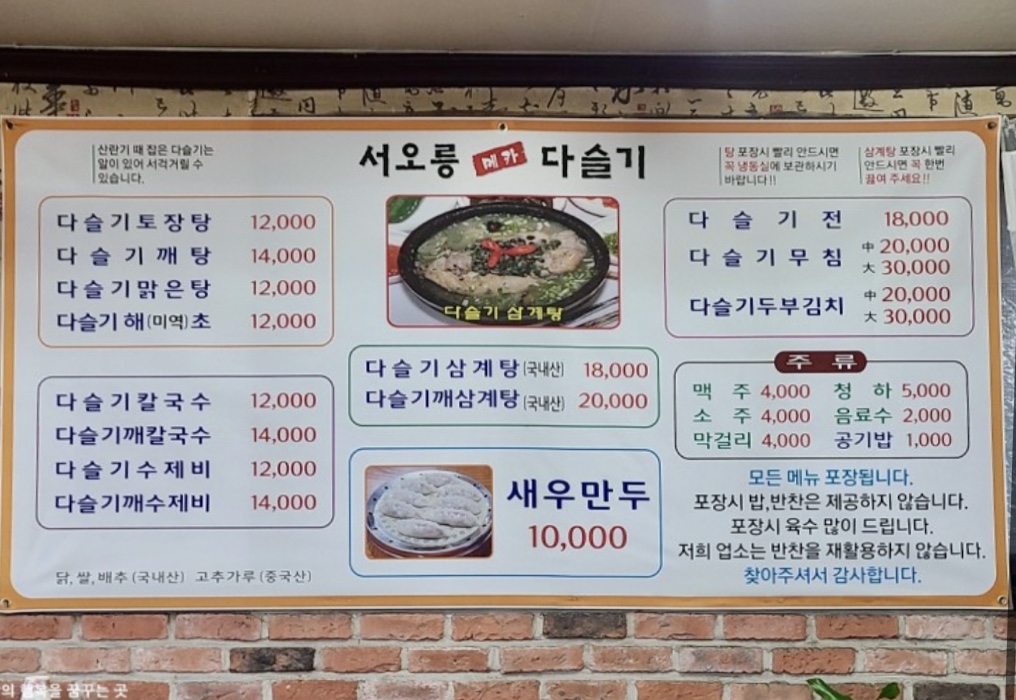 산란기 때 잡은 다슬기는
알이 있어 서걱거릴 수
있습니다.
서오릉 메카 다슬기
탕 포장시 빨리 안드시면
꼭 냉동실에 보관하시기
바랍니다!!
삼계탕 포장시 빨리
안드시면 꼭 한번
끓여 주세요!!
다슬기토장탕 12,000
다슬기깨탕 14,000
다슬기맑은탕 12,000
다슬기해(미역)초 12,000
다슬기칼국수 12,000
다슬기깨칼국수 14,000
다슬기수제비 12,000
다슬기깨수제비 14,000
닭, 쌀, 배추 (국내산) 고추가루 (중국산)
다슬기 삼계탕
다슬기삼계탕(국내산) 18,000
다슬기깨삼계탕(국내산) 20,000
새우만두
10,000
다슬기전 18,000
다슬기무침 中 20,000
大 30,000
다슬기두부김치 中 20,000
大 30,000
주류
맥주 4,000 청하 5,000
소주 4,000 음료수 2,000
막걸리 4,000 공기밥 1,000
모든 메뉴 포장됩니다.
포장시 밥,반찬은 제공하지 않습니다.
포장시 육수 많이 드립니다.
저희 업소는 반찬을 재활용하지 않습니다.
찾아주셔서 감사합니다.
의 행복을 꿈꾸는 곳